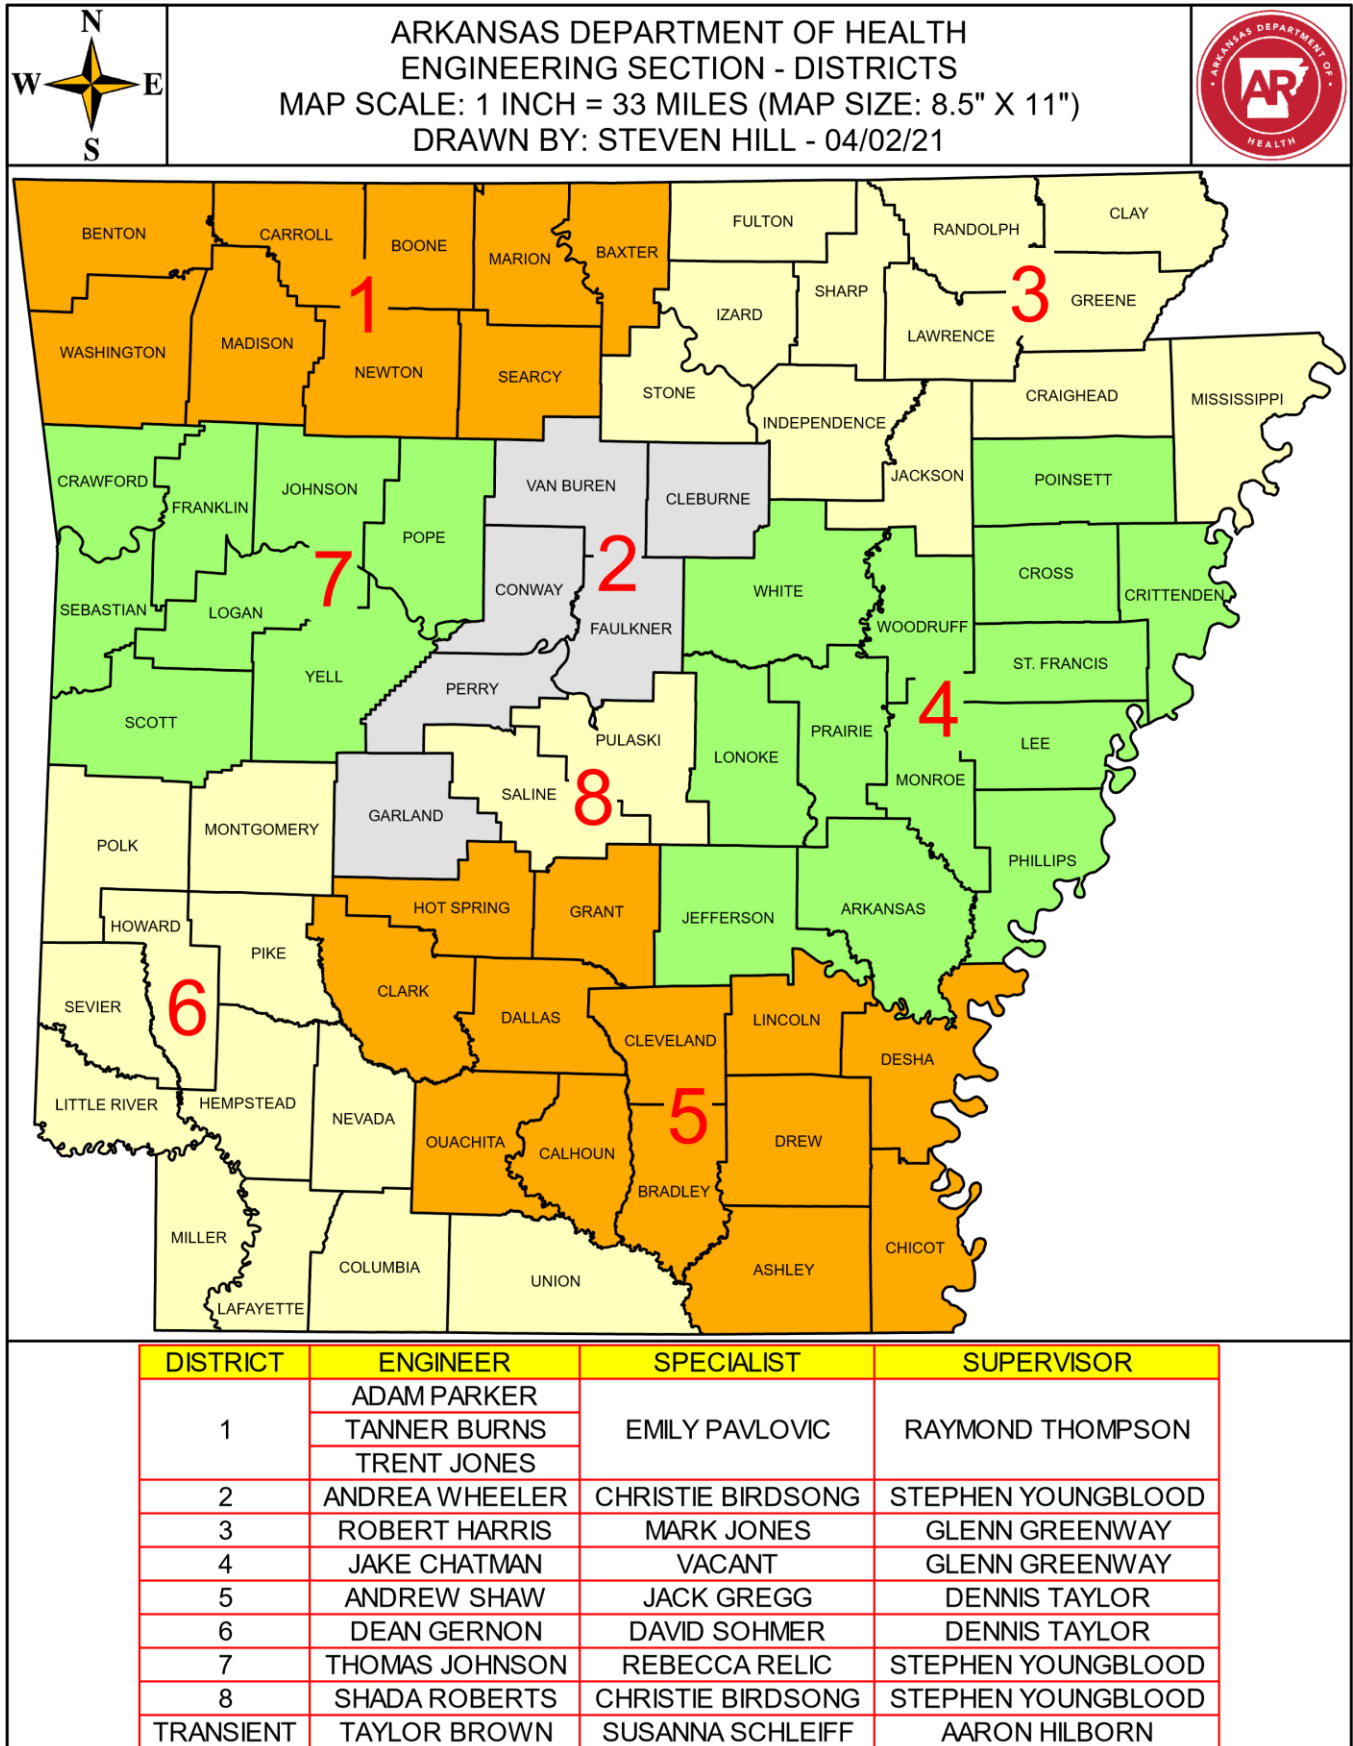 N
W E
S
ARKANSAS DEPARTMENT OF HEALTH
ENGINEERING SECTION - DISTRICTS
MAP SCALE: 1 INCH = 33 MILES (MAP SIZE: 8.5" X 11")
DRAWN BY: STEVEN HILL - 04/02/21
ARKANSAS DEPARTMENT OF
AR
HEALTH
BENTON
CARROLL
BOONE
MARION
BAXTER
FULTON
RANDOLPH
CLAY
1
3
SHARP
IZARD
GREENE
LAWRENCE
WASHINGTON
MADISON
NEWTON
SEARCY
STONE
CRAIGHEAD
MISSISSIPPI
INDEPENDENCE
JACKSON
CRAWFORD
FRANKLIN
JOHNSON
VAN BUREN
CLEBURNE
POINSETT
POPE
7
2
CONWAY
WHITE
CROSS
CRITTENDEN
SEBASTIAN
LOGAN
FAULKNER
WOODRUFF
YELL
PERRY
ST. FRANCIS
SCOTT
4
PULASKI
PRAIRIE
LEE
LONOKE
SALINE
8
MONROE
GARLAND
MONTGOMERY
POLK
PHILLIPS
HOT SPRING
GRANT
JEFFERSON
ARKANSAS
HOWARD
PIKE
SEVIER
6
CLARK
DALLAS
LINCOLN
CLEVELAND
DESHA
LITTLE RIVER
HEMPSTEAD
NEVADA
5
OUACHITA
CALHOUN
DREW
BRADLEY
MILLER
COLUMBIA
UNION
ASHLEY
CHICOT
LAFAYETTE
DISTRICT ENGINEER SPECIALIST SUPERVISOR
ADAM PARKER
1 TANNER BURNS EMILY PAVLOVIC RAYMOND THOMPSON
TRENT JONES
2 ANDREA WHEELER CHRISTIE BIRDSONG STEPHEN YOUNGBLOOD
3 ROBERT HARRIS MARK JONES GLENN GREENWAY
4 JAKE CHATMAN VACANT GLENN GREENWAY
5 ANDREW SHAW JACK GREGG DENNIS TAYLOR
6 DEAN GERNON DAVID SOHMER DENNIS TAYLOR
7 THOMAS JOHNSON REBECCA RELIC STEPHEN YOUNGBLOOD
8 SHADA ROBERTS CHRISTIE BIRDSONG STEPHEN YOUNGBLOOD
TRANSIENT TAYLOR BROWN SUSANNA SCHLEIFF AARON HILBORN